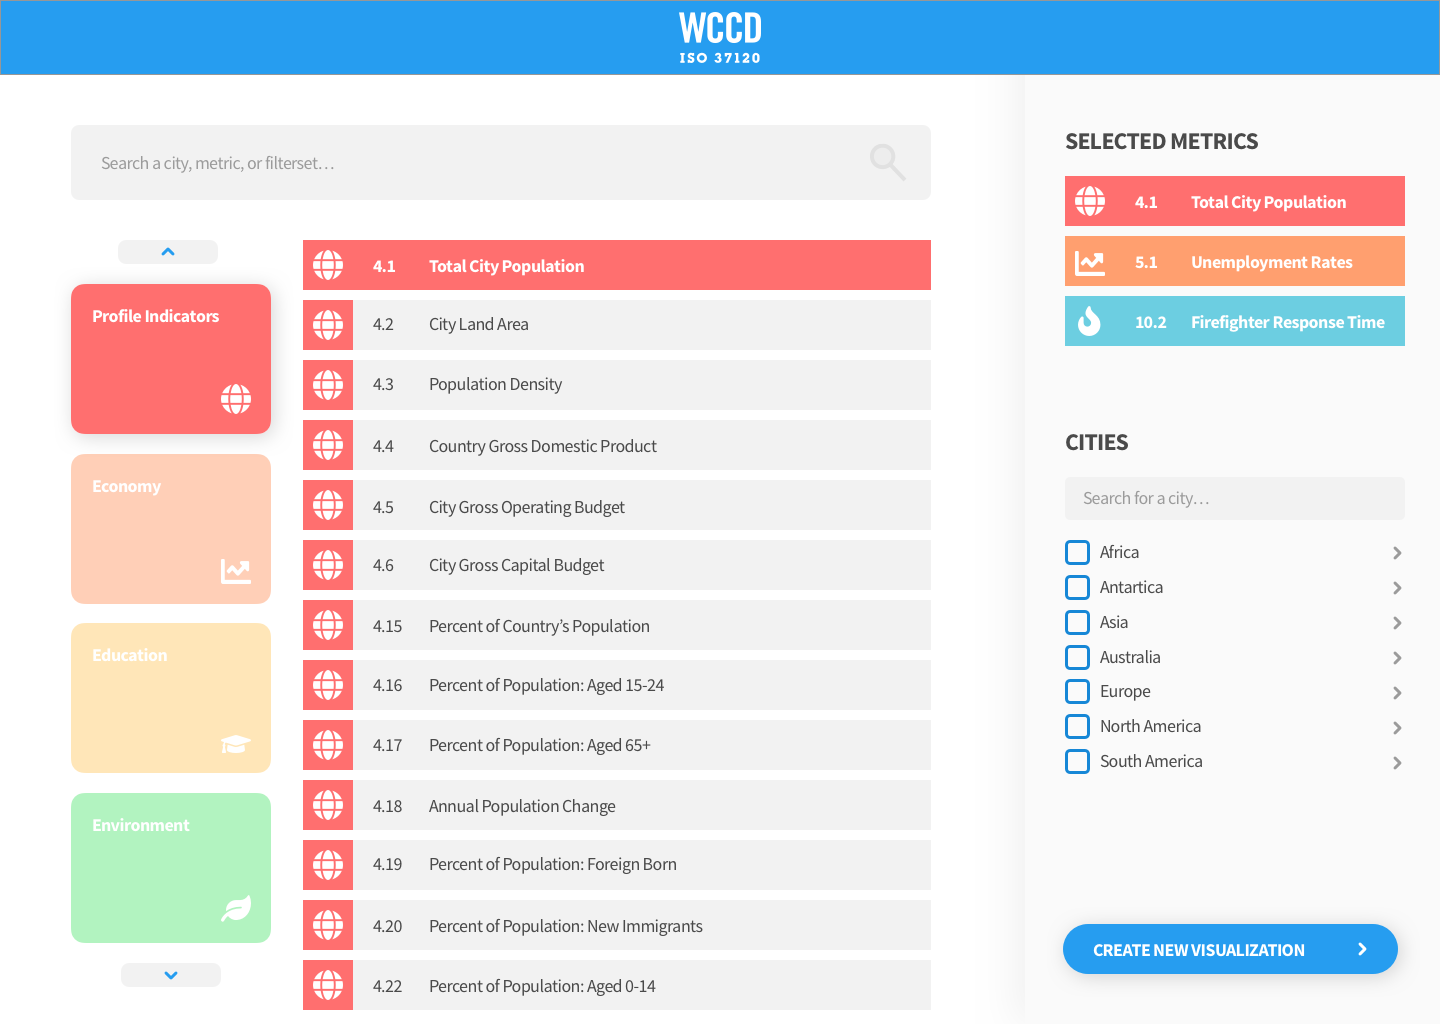 WCCD
ISO 37120
Search a city, metric, or filterset…
Profile Indicators
Economy
Education
Environment
4.1 Total City Population
4.2 City Land Area
4.3 Population Density
4.4 Country Gross Domestic Product
4.5 City Gross Operating Budget
4.6 City Gross Capital Budget
4.15 Percent of Country’s Population
4.16 Percent of Population: Aged 15-24
4.17 Percent of Population: Aged 65+
4.18 Annual Population Change
4.19 Percent of Population: Foreign Born
4.20 Percent of Population: New Immigrants
4.22 Percent of Population: Aged 0-14
SELECTED METRICS
4.1 Total City Population
5.1 Unemployment Rates
10.2 Firefighter Response Time
CITIES
Search for a city…
Africa
Antartica
Asia
Australia
Europe
North America
South America
CREATE NEW VISUALIZATION